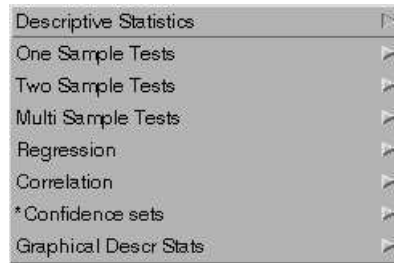 Descriptive Statistics
One Sample Tests
Two Sample Tests
Multi Sample Tests
Regression
Correlation
*Confidence sets
Graphical Descr Stats